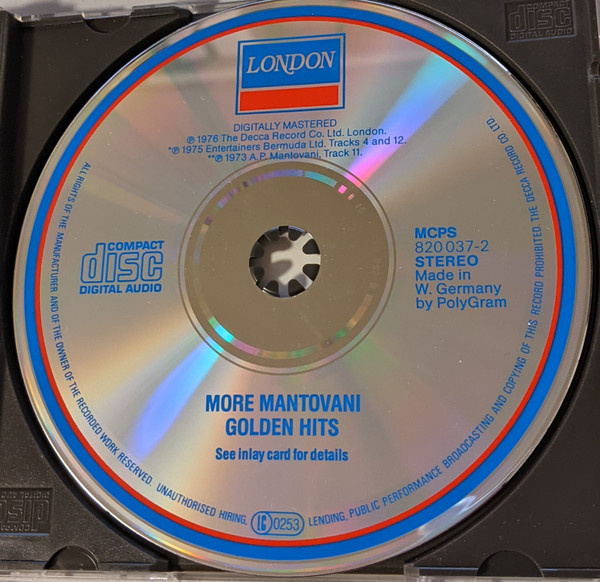 LONDON
DIGITALLY MASTERED
℗ 1976 The Decca Record Co. Ltd. London.
*℗ 1975 Entertainers Bermuda Ltd. Tracks 4 and 12.
**℗ 1973 A.P. Mantovani, Track 11.
COMPACT
disc
DIGITAL AUDIO
MCPS
820 037-2
STEREO
Made in
W. Germany
by PolyGram
MORE MANTOVANI
GOLDEN HITS
See inlay card for details
ALL RIGHTS OF THE MANUFACTURER AND OF THE OWNER OF THE RECORDED WORK RESERVED. UNAUTHORISED HIRING, LC 0253 LENDING, PUBLIC PERFORMANCE BROADCASTING AND COPYING OF THIS RECORD PROHIBITED. THE DECCA RECORD CO. LTD.
COMPACT
disc
DIGITAL AUDIO